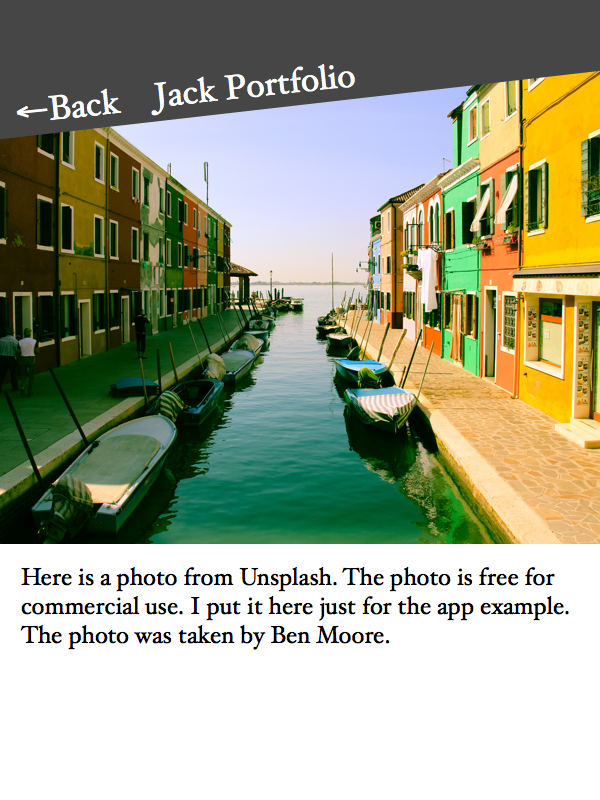 ←Back Jack Portfolio
Here is a photo from Unsplash. The photo is free for
commercial use. I put it here just for the app example.
The photo was taken by Ben Moore.